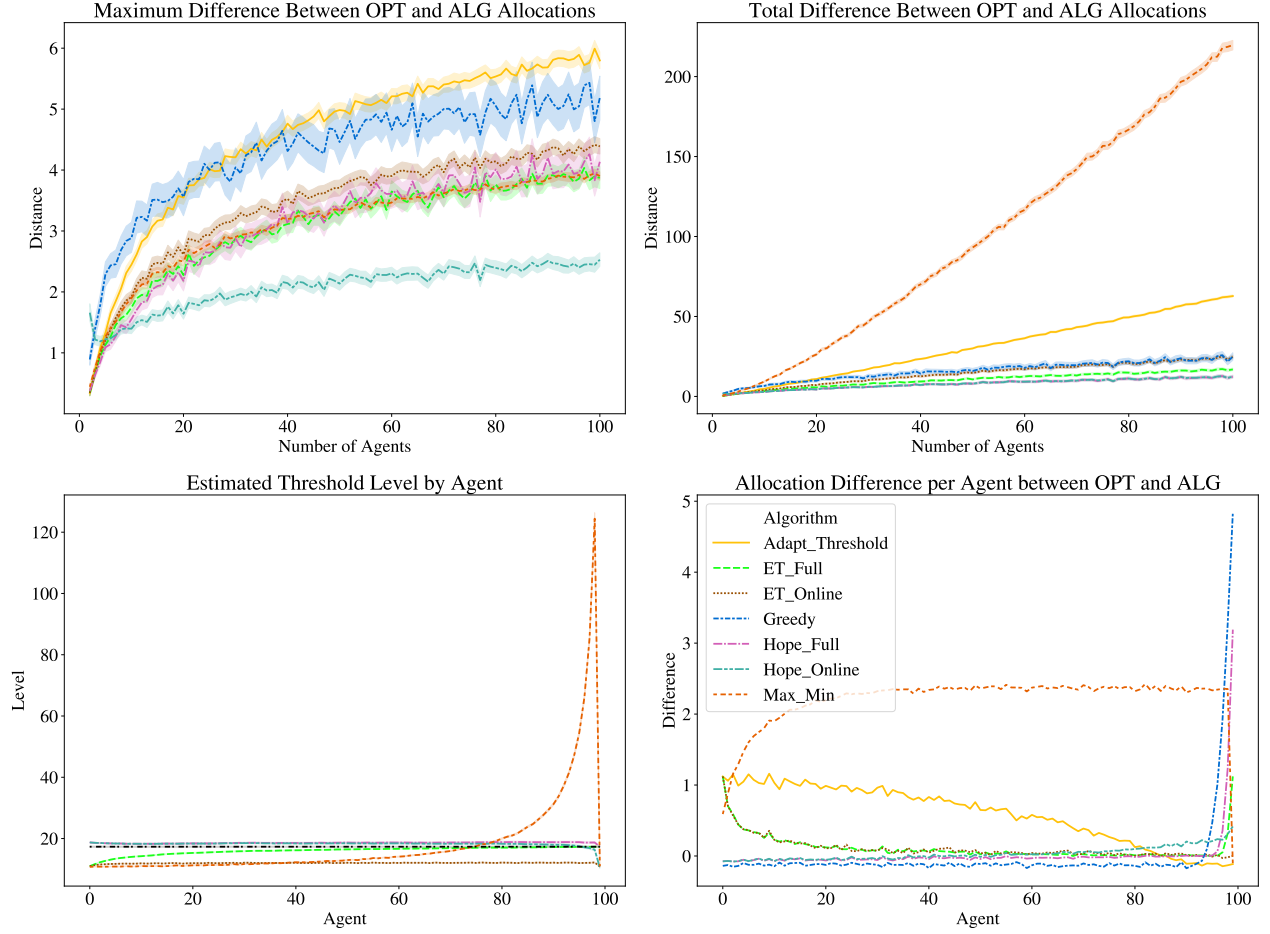 Maximum Difference Between OPT and ALG Allocations
6
5
4
3
2
1
Distance
20
40
60
80
100
0
Number of Agents
Total Difference Between OPT and ALG Allocations
200
150
100
50
0
Distance
0
20
40
60
80
100
Number of Agents
Estimated Threshold Level by Agent
120
100
80
60
40
20
Level
0
20
40
60
80
100
Agent
Allocation Difference per Agent between OPT and ALG
5
4
3
2
1
0
Difference
Algorithm
Adapt_Threshold
ET_Full
ET_Online
Greedy
Hope_Full
Hope_Online
Max_Min
0
20
40
60
80
100
Agent